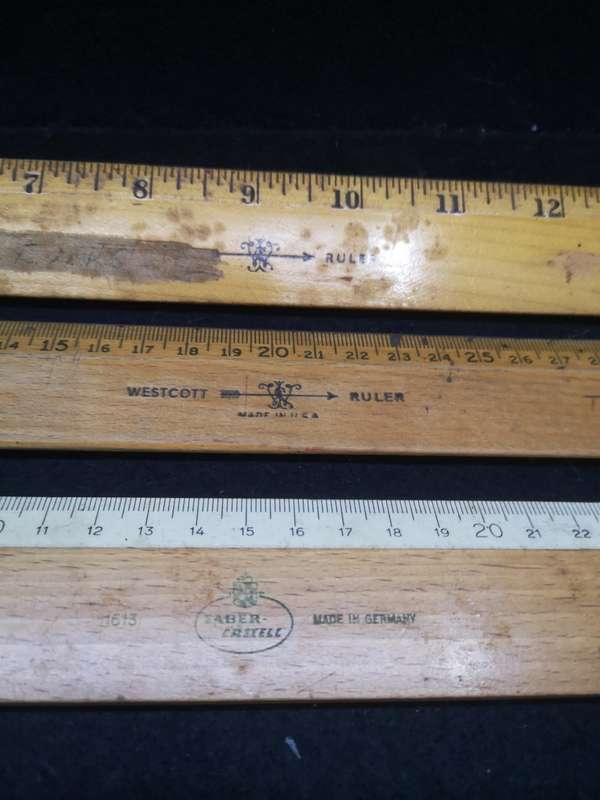 7 8 9 10 11 12
RULER
14 15 16 17 18 19 20 21 22 23 24 25 26 27
WESTCOTT RULER
MADE IN U.S.A
0 11 12 13 14 15 16 17 18 19 20 21 22
1613 FABER-
CASTELL
MADE IN GERMANY